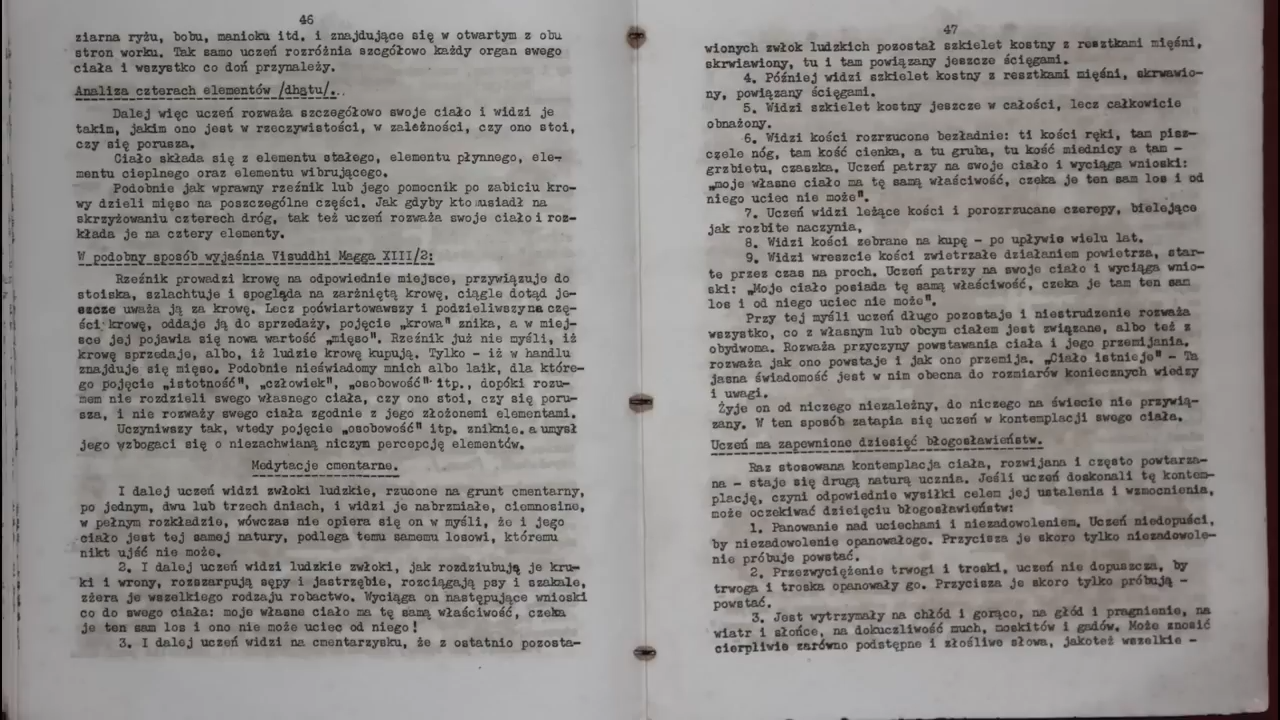 46
ziarna ryżu, bobu, manioku itd. i znajdujące się w otwartym z obu
stron worku. Tak samo uczeń rozróżnia szczegółowo każdy organ swego
ciała i wszystko co doń przynależy.
Analiza czterach elementów /dhatu/...
Dalej więc uczeń rozważa szczegółowo swoje ciało i widzi je
takim, jakim ono jest w rzeczywistości, w zależności, czy ono stoi,
czy się porusza.
Ciało składa się z elementu stałego, elementu płynnego, ele-
mentu cieplnego oraz elementu wibrującego.
Podobnie jak wprawny rzeźnik lub jego pomocnik po zabiciu kro-
wy dzieli mięso na poszczególne części. Jak gdyby kto usiadł na
skrzyżowaniu czterech dróg, tak też uczeń rozważa swoje ciało i roz-
kłada je na cztery elementy.
W podobny sposób wyjaśnia Visuddhi Magga XIII/2:
Rzeźnik prowadzi krowę na odpowiednie miejsce, przywiązuje do
stoiska, szlachtuje i spogląda na zarżniętą krowę, ciągle dotąd je-
szcze uważa ją za krowę. Lecz poćwiartowawszy i podzieliwszy na czę-
ści krowę, oddaje ją do sprzedaży, pojęcie „krowa" znika, a w miej-
sce jej pojawia się nowa wartość „mięso". Rzeźnik już nie myśli, iż
krowę sprzedaje, albo, iż ludzie krowę kupują. Tylko - iż w handlu
znajduje się mięso. Podobnie nieświadomy mnich albo laik, dla które-
go pojęcie „istotność", „człowiek", „osobowość" itp., dopóki rozu-
mem nie rozdzieli swego własnego ciała, czy ono stoi, czy się poru-
sza, i nie rozważy swego ciała zgodnie z jego złożonemi elementami.
Uczyniwszy tak, wtedy pojęcie „osobowość" itp. zniknie. a umysł
jego wzbogaci się o niezachwianą niczym percepcję elementów.
Medytacje cmentarne.
I dalej uczeń widzi zwłoki ludzkie, rzucone na grunt cmentarny,
po jednym, dwu lub trzech dniach, i widzi je nabrzmiałe, ciemnosine,
w pełnym rozkładzie, wówczas nie opiera się on w myśli, że i jego
ciało jest tej samej natury, podlega temu samemu losowi, któremu
nikt ujść nie może.
2. I dalej uczeń widzi ludzkie zwłoki, jak rozdziubują je kru-
ki i wrony, rozszarpują sępy i jastrzębie, rozciągają psy i szakale,
zżera je wszelkiego rodzaju robactwo. Wyciąga on następujące wnioski
co do swego ciała: moje własne ciało ma tę samą właściwość, czeka
je ten sam los i ono nie może uciec od niego!
3. I dalej uczeń widzi na cmentarzysku, że z ostatnio pozosta-
47
wionych zwłok ludzkich pozostał szkielet kostny z resztkami mięśni,
skrwiawiony, tu i tam powiązany jeszcze ścięgami.
4. Później widzi szkielet kostny z resztkami mięśni, skrwawio-
ny, powiązany ścięgami.
5. Widzi szkielet kostny jeszcze w całości, lecz całkowicie
obnażony.
6. Widzi kości rozrzucone bezładnie: ti kości ręki, tam pisz-
czele nóg, tam kość cienka, a tu gruba, tu kość miednicy a tam -
grzbietu, czaszka. Uczeń patrzy na swoje ciało i wyciąga wnioski:
„moje własne ciało ma tę samą właściwość, czeka je ten sam los i od
niego uciec nie może".
7. Uczeń widzi leżące kości i porozrzucane czerepy, bielejące
jak rozbite naczynia,
8. Widzi kości zebrane na kupę - po upływie wielu lat.
9. Widzi wreszcie kości zwietrzałe działaniem powietrza, star-
te przez czas na proch. Uczeń patrzy na swoje ciało i wyciąga wnio-
ski: „Moje ciało posiada tę samą właściwość, czeka je tam ten sam
los i od niego uciec nie może".
Przy tej myśli uczeń długo pozostaje i niestrudzenie rozważa
wszystko, co z własnym lub obcym ciałem jest związane, albo też z
obydwoma. Rozważa przyczyny powstawania ciała i jego przemijania.
rozważa jak ono powstaje i jak ono przemija. „Ciało istnieje" - Ta
jasna świadomość jest w nim obecna do rozmiarów koniecznych wiedzy
i uwagi.
Żyje on od niczego niezależny, do niczego na świecie nie przywią-
zany. W ten sposób zatapia się uczeń w kontemplacji swego ciała.
Uczeń ma zapewnione dziesięć błogosławieństw.
Raz stosowana kontemplacja ciała, rozwijana i często powtarza-
na - staje się drugą naturą ucznia. Jeśli uczeń doskonali tę kontem-
plację, czyni odpowiednie wysiłki celem jej ustalenia i wzmocnienia,
może oczekiwać dziesięciu błogosławieństw:
1. Panowanie nad uciechami i niezadowoleniem. Uczeń niedopuści,
by niezadowolenie opanowałogo. Przycisza je skoro tylko niezadowole-
nie próbuje powstać.
2. Przezwyciężenie trwogi i troski, uczeń nie dopuszcza, by
trwoga i troska opanowały go. Przycisza je skoro tylko próbują -
powstać.
3. Jest wytrzymały na chłód i gorąco, na głód i pragnienie, na
wiatr i słońce, na dokuczliwość much, moskitów i gadów. Może znosić
cierpliwie zarówno podstępne i złośliwe słowa, jakoteż wszelkie -